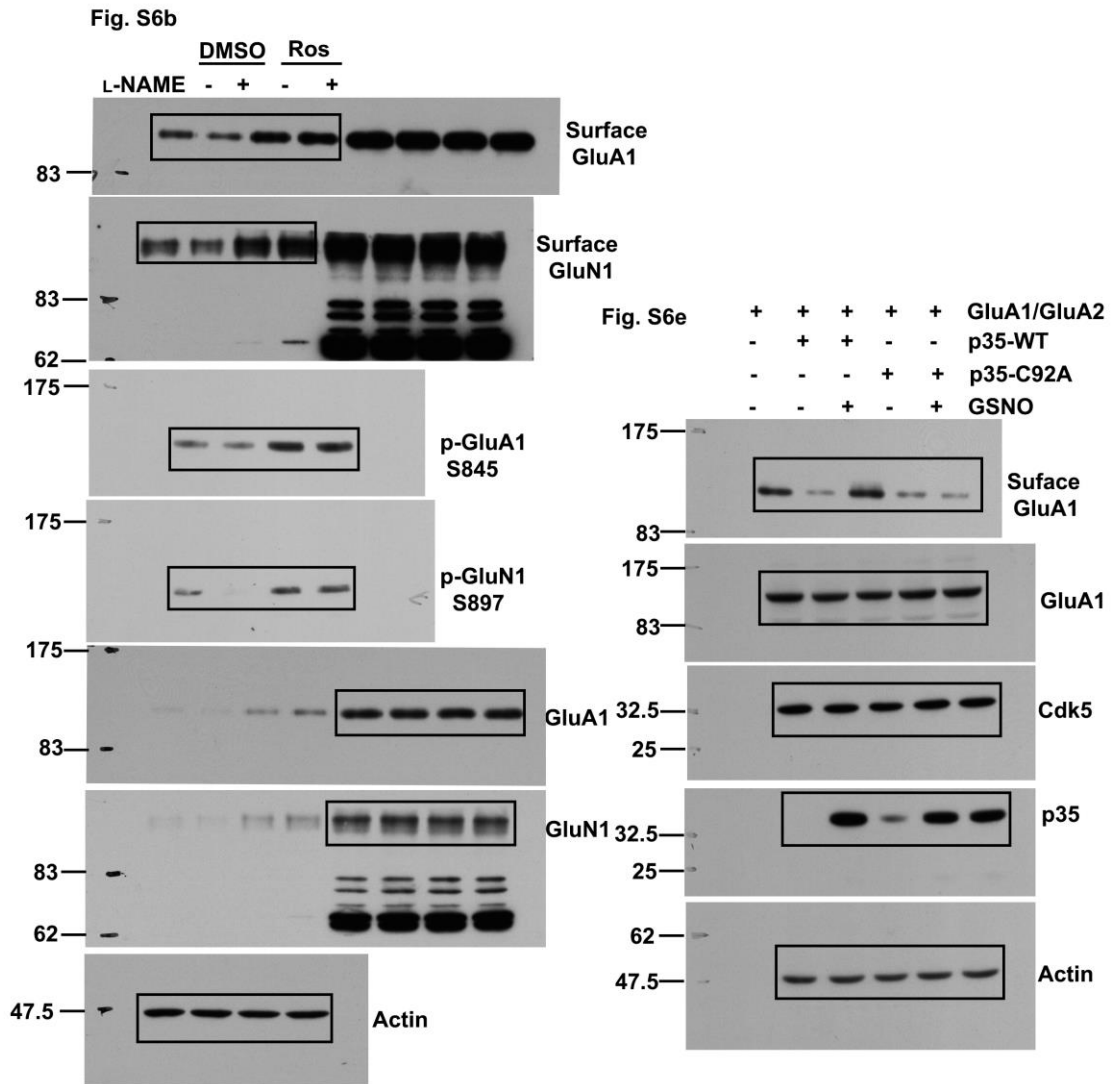 Fig. S6b
DMSO Ros
L-NAME - + - +
Surface
GluA1
83
Surface
GluN1
83
62
175
p-GluA1
S845
175
p-GluN1
S897
175
GluA1
83
GluN1
83
62
47.5
Actin
Fig. S6e
+ + + + + GluA1/GluA2
- + + - - p35-WT
- - - + + p35-C92A
- - + - + GSNO
175
Suface
GluA1
83
175
GluA1
83
32.5
Cdk5
25
p35
32.5
25
62
47.5
Actin